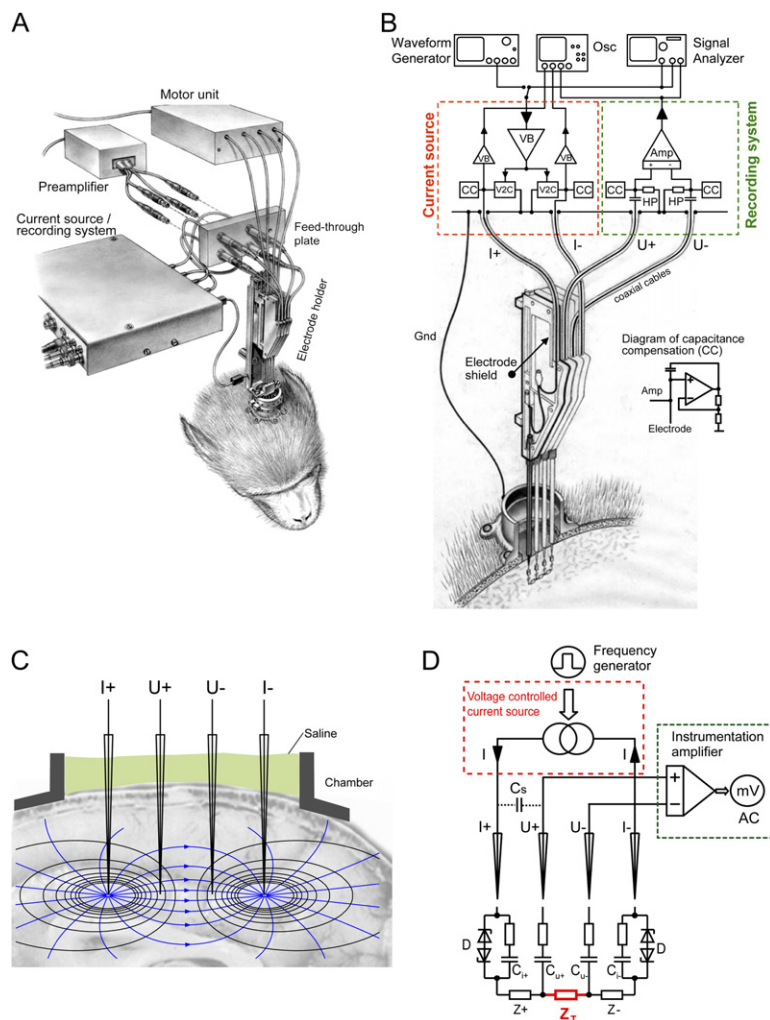 A
Motor unit
Preamplifier
Current source /
recording system
Feed-through
plate
Electrode holder
B
Waveform
Generator
Osc
Signal
Analyzer
Current source
Recording system
VB
VB
VB
Amp
+ -
CC
V2C
V2C
CC
CC
HP
HP
CC
I+
I-
U+
U-
coaxial cables
Gnd
Electrode
shield
Diagram of capacitance
compensation (CC)
+
-
Amp
Electrode
C
I+
U+
U-
I-
Saline
Chamber
D
Frequency
generator
Voltage controlled
current source
Instrumentation
amplifier
I
I
+
−
mV
AC
Cs
I+
U+
U-
I-
D
Ci+
Cu+
Cu-
Ci-
D
Z+
ZT
Z-